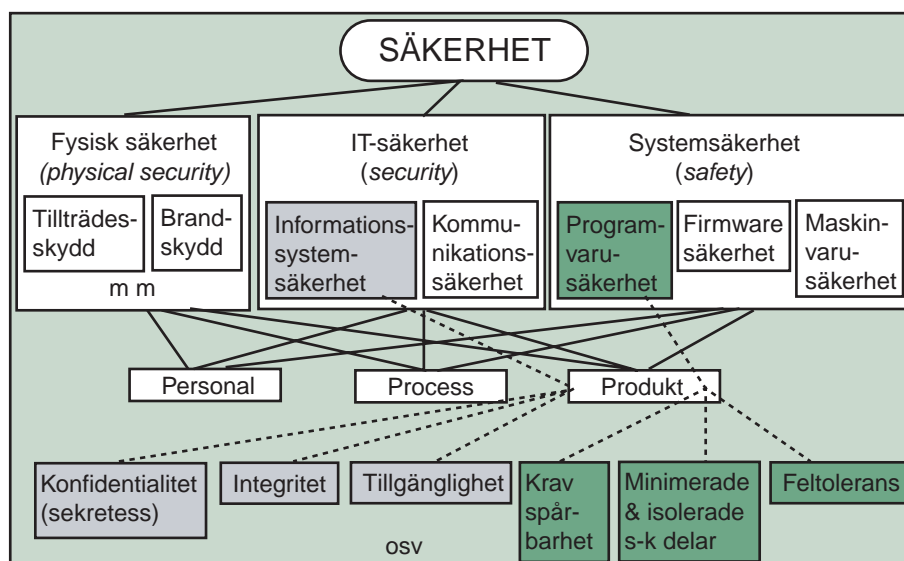 SÄKERHET
Fysisk säkerhet
(physical security)
Tillträdes-
skydd
Brand-
skydd
m m
IT-säkerhet
(security)
Informations-
system-
säkerhet
Kommu-
nikations-
säkerhet
Systemsäkerhet
(safety)
Program-
varu-
säkerhet
Firmware
säkerhet
Maskin-
varu-
säkerhet
Personal
Process
Produkt
Konfidentialitet
(sekretess)
Integritet
Tillgänglighet
Krav
spår-
barhet
Minimerade
& isolerade
s-k delar
Feltolerans
osv